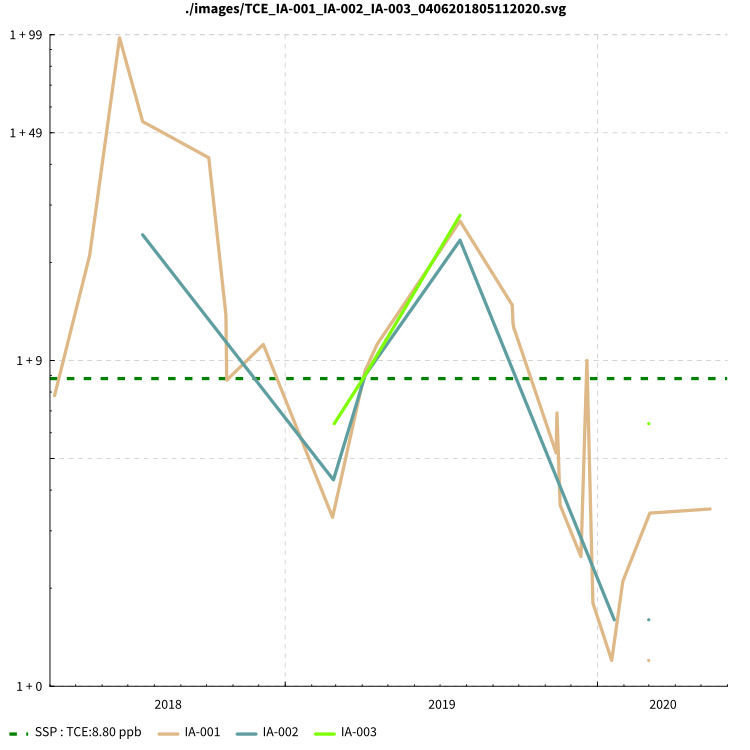 ./images/TCE_IA-001_IA-002_IA-003_0406201805112020.svg
1 + 99
1 + 49
1 + 9
1 + 0
2018 2019 2020
SSP : TCE:8.80 ppb IA-001 IA-002 IA-003